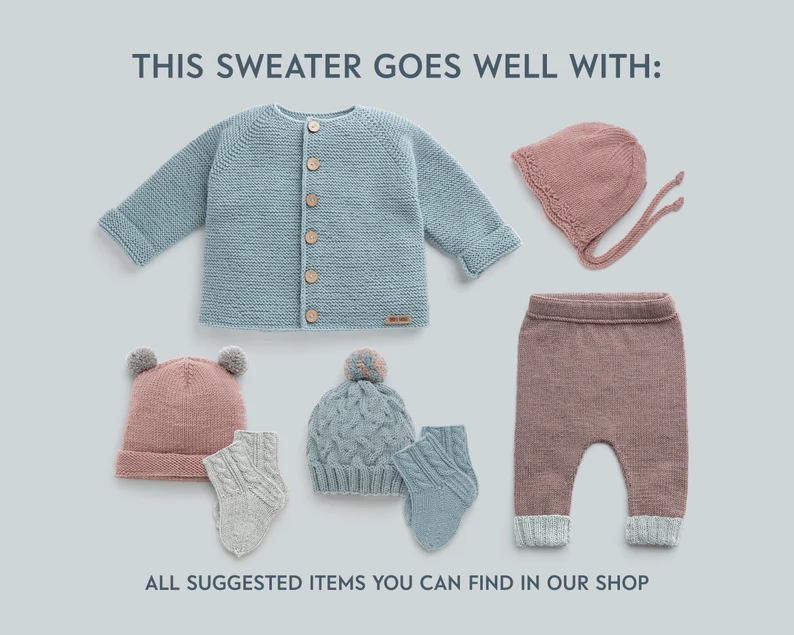 THIS SWEATER GOES WELL WITH:
ALL SUGGESTED ITEMS YOU CAN FIND IN OUR SHOP